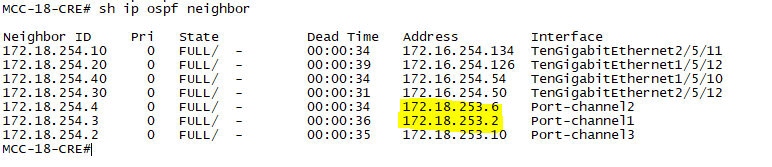 MCC-18-CRE# sh ip ospf neighbor
Neighbor ID Pri State Dead Time Address Interface
172.18.254.10 0 FULL/ - 00:00:34 172.16.254.134 TenGigabitEthernet2/5/11
172.18.254.20 0 FULL/ - 00:00:39 172.16.254.126 TenGigabitEthernet1/5/12
172.18.254.40 0 FULL/ - 00:00:34 172.16.254.54 TenGigabitEthernet1/5/10
172.18.254.30 0 FULL/ - 00:00:31 172.16.254.50 TenGigabitEthernet2/5/12
172.18.254.4 0 FULL/ - 00:00:34 172.18.253.6 Port-channel2
172.18.254.3 0 FULL/ - 00:00:36 172.18.253.2 Port-channel1
172.18.254.2 0 FULL/ - 00:00:35 172.18.253.10 Port-channel3
MCC-18-CRE#